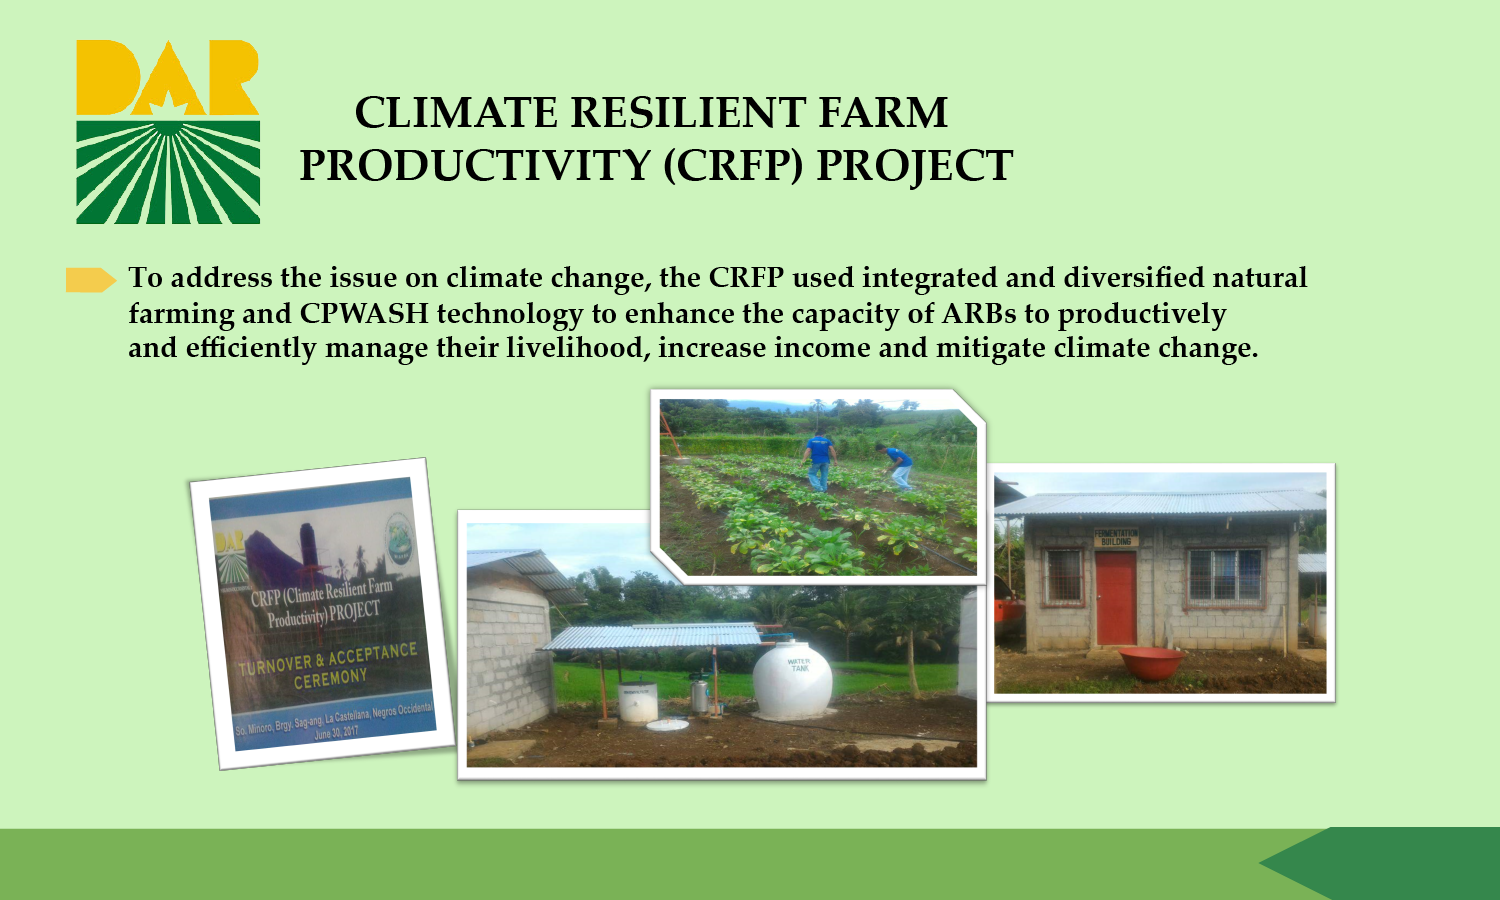 DAR
CLIMATE RESILIENT FARM
PRODUCTIVITY (CRFP) PROJECT
To address the issue on climate change, the CRFP used integrated and diversified natural
farming and CPWASH technology to enhance the capacity of ARBs to productively
and efficiently manage their livelihood, increase income and mitigate climate change.
DAR
CRFP (Climate Resilient Farm
Productivity) PROJECT
TURNOVER & ACCEPTANCE
CEREMONY
So. Minoro, Brgy. Sag-ang, La Castellana, Negros Occidental
June 30, 2017
WATER
TANK
FERMENTATION
BUILDING